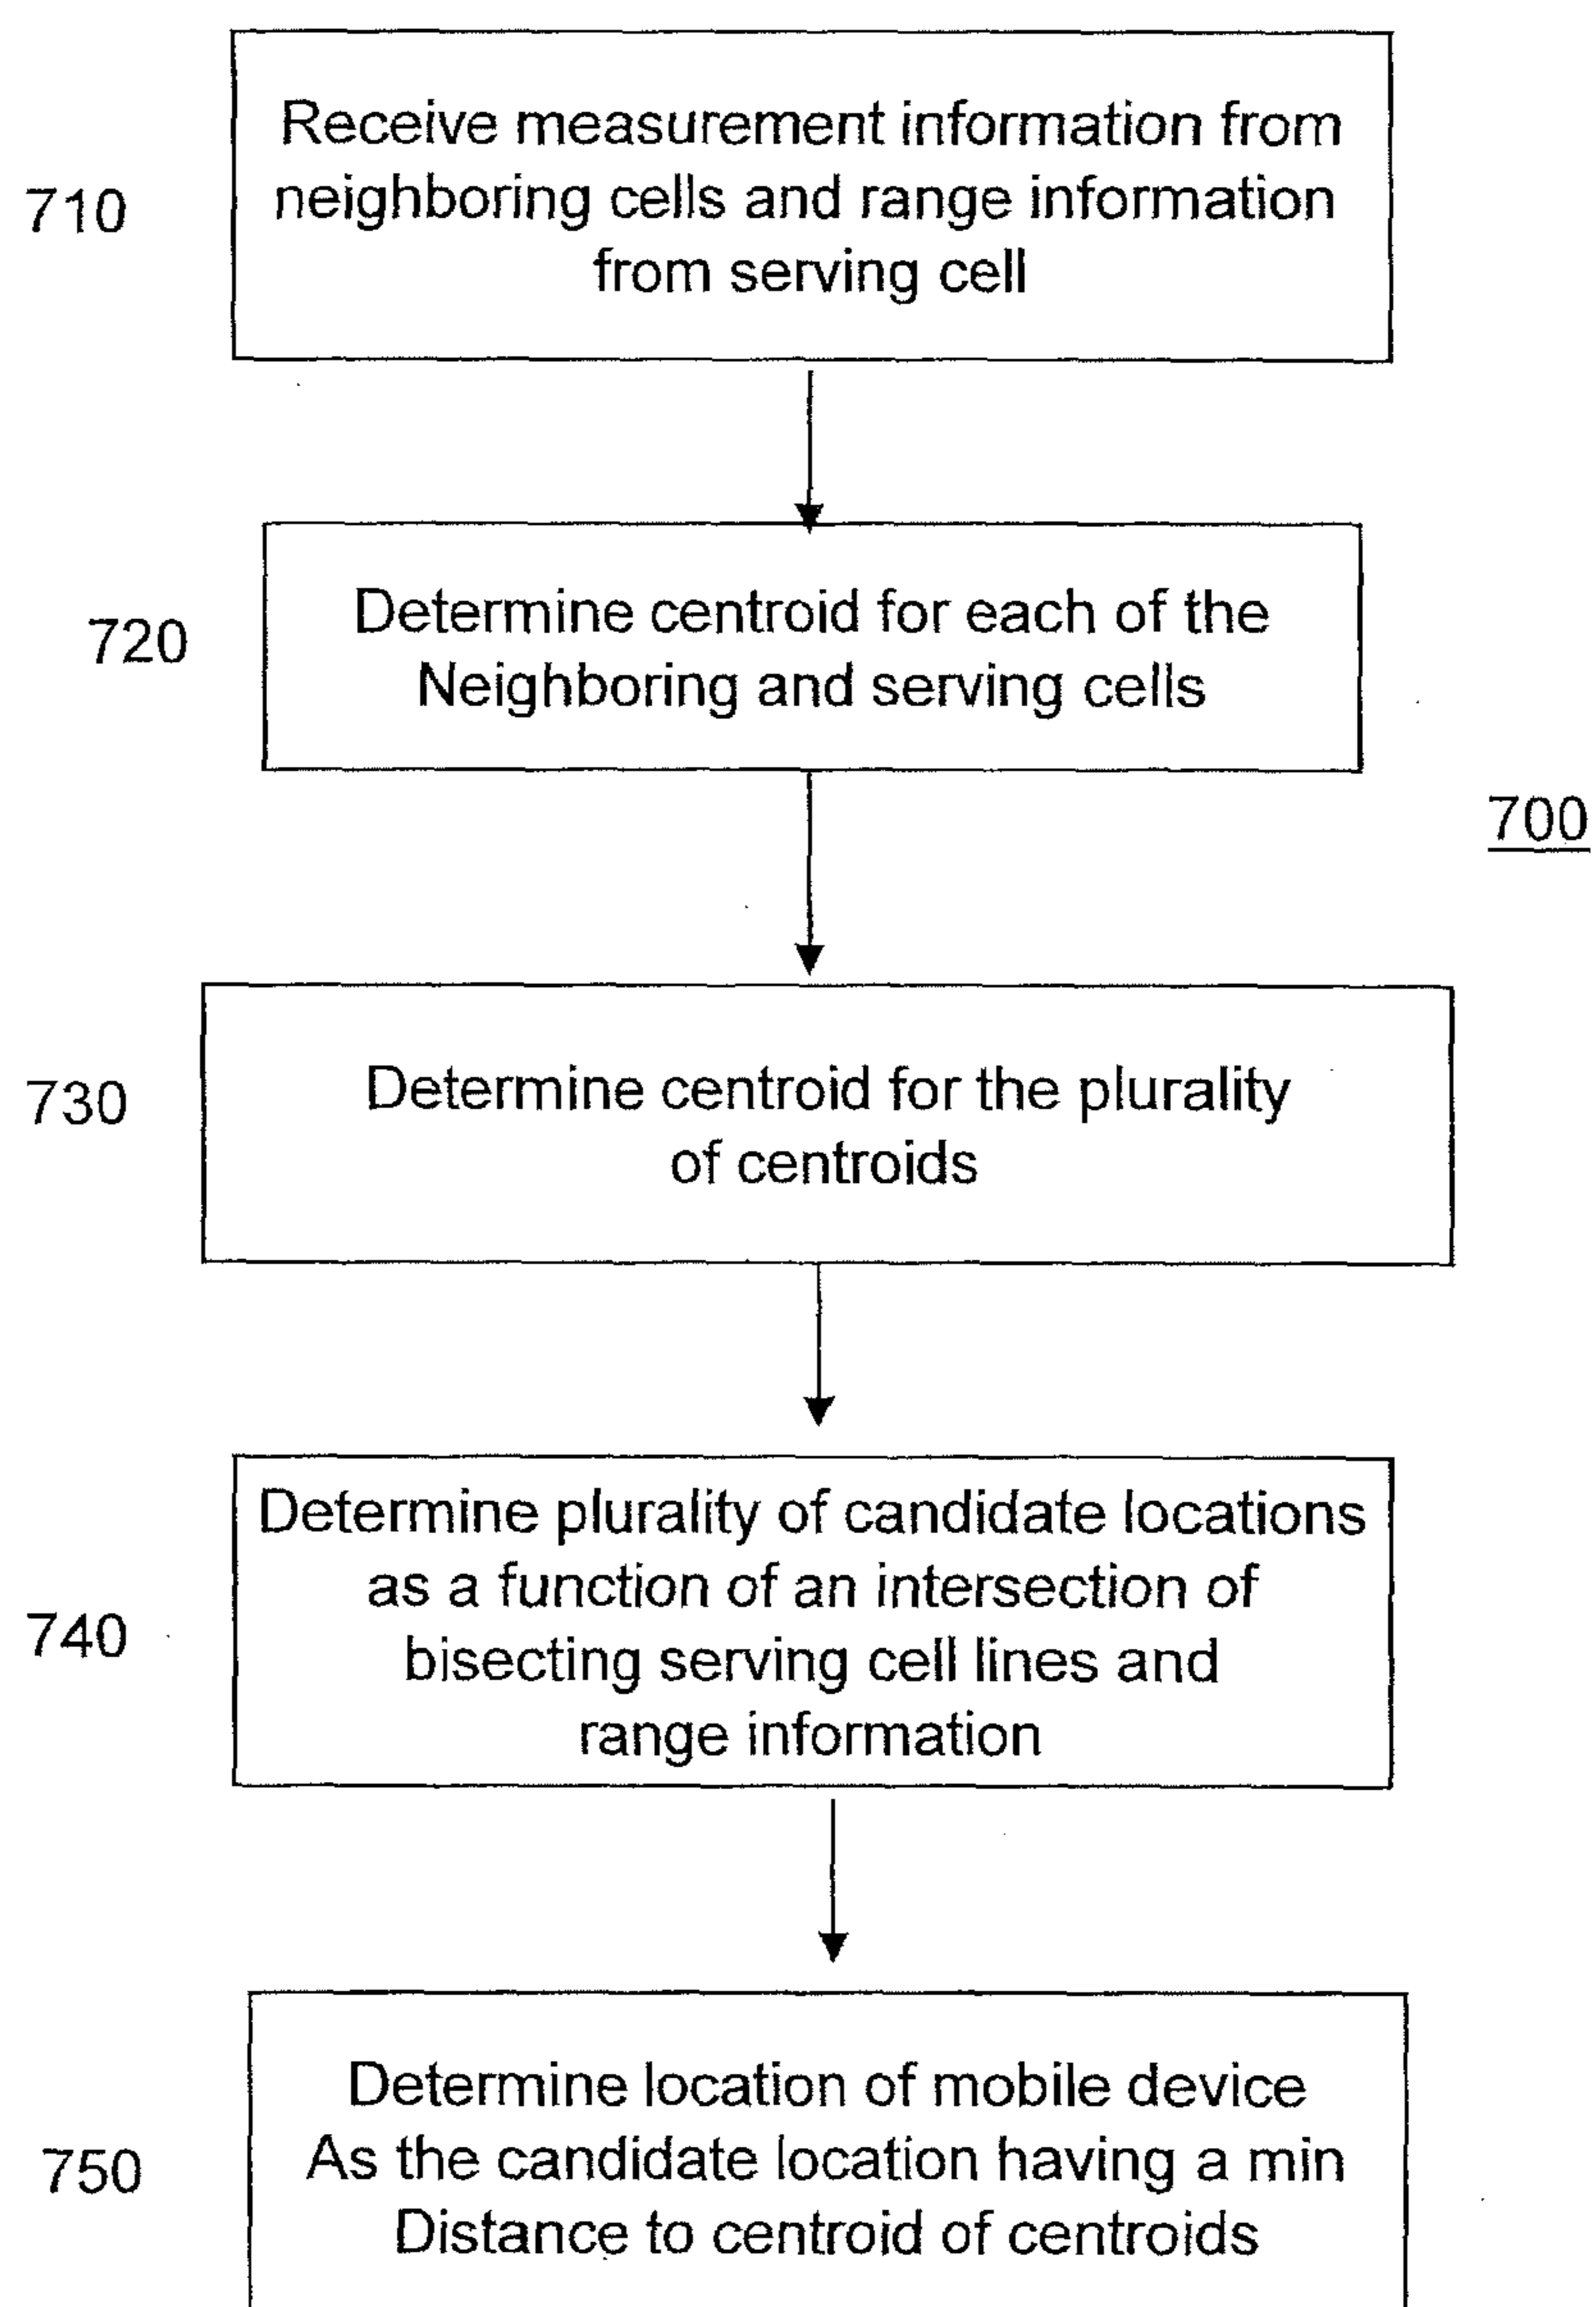 Receive measurement information from
neighboring cells and range information
from serving cell
710
Determine centroid for each of the
Neighboring and serving cells
720
700
Determine centroid for the plurality
of centroids
730
Determine plurality of candidate locations
as a function of an intersection of
bisecting serving cell lines and
range information
740
Determine location of mobile device
As the candidate location having a min
Distance to centroid of centroids
750